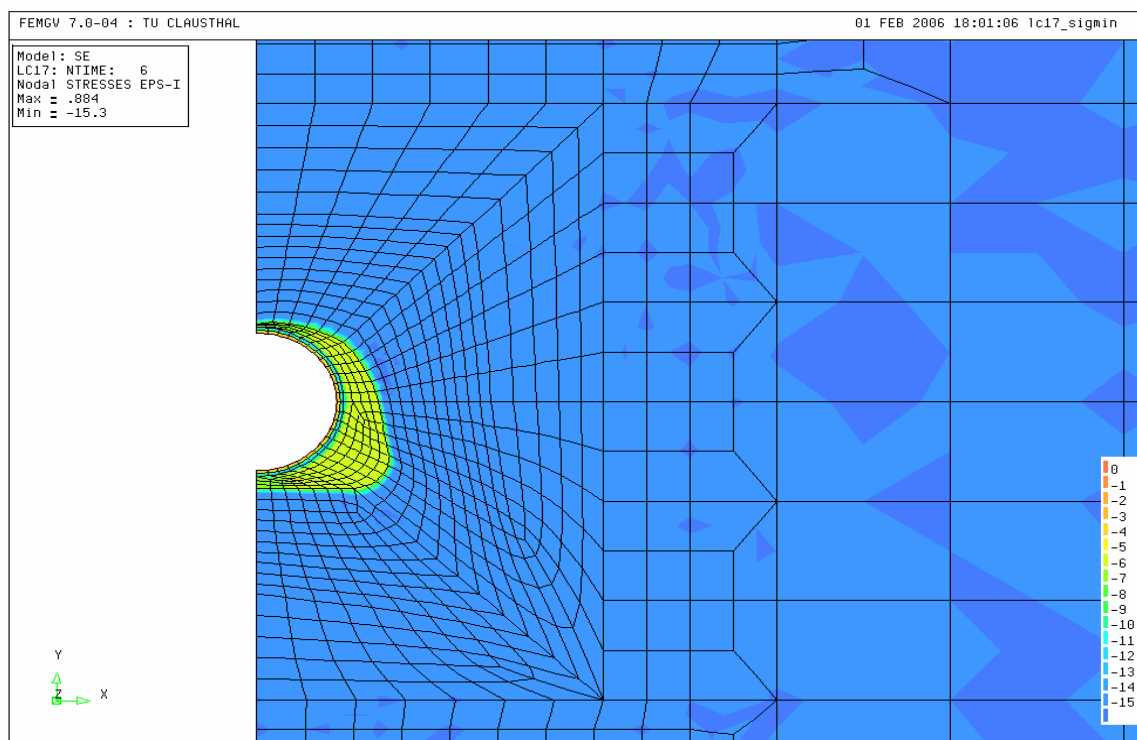 FEMGV 7.0-04 : TU CLAUSTHAL
01 FEB 2006 18:01:06 lc17_sigmin
Model: SE
LC17: NTIME: 6
Nodal STRESSES EPS-I
Max = .884
Min = -15.3
0
-1
-2
-3
-4
-5
-6
-7
-8
-9
-10
-11
-12
-13
-14
-15
Y
Z X